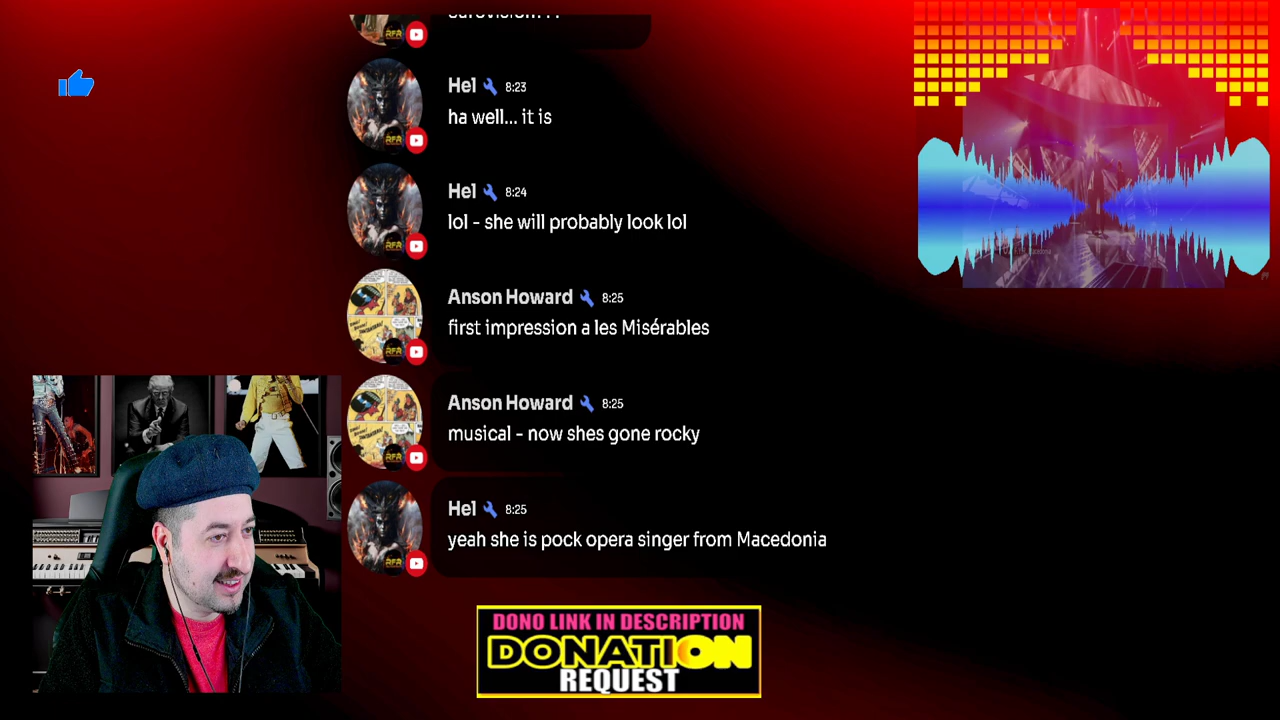 Hel 8:23
ha well... it is
Hel 8:24
lol - she will probably look lol
Anson Howard 8:25
first impression a les Misérables
Anson Howard 8:25
musical - now shes gone rocky
Hel 8:25
yeah she is pock opera singer from Macedonia
DONO LINK IN DESCRIPTION
DONATION
REQUEST